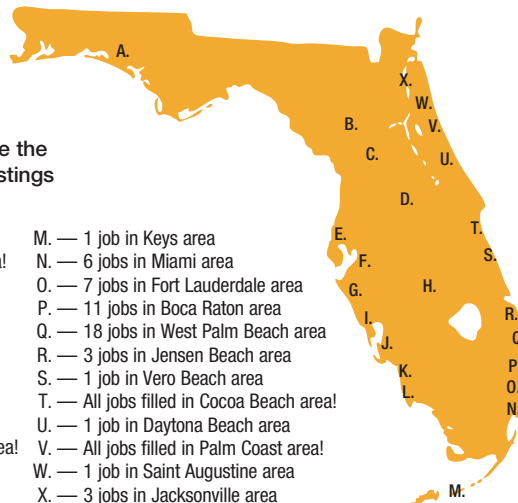 e the
stings
a!
ea!
M. — 1 job in Keys area
N. — 6 jobs in Miami area
O. — 7 jobs in Fort Lauderdale area
P. — 11 jobs in Boca Raton area
Q. — 18 jobs in West Palm Beach area
R. — 3 jobs in Jensen Beach area
S. — 1 job in Vero Beach area
T. — All jobs filled in Cocoa Beach area!
U. — 1 job in Daytona Beach area
V. — All jobs filled in Palm Coast area!
W. — 1 job in Saint Augustine area
X. — 3 jobs in Jacksonville area
A.
X.
W.
B.
V.
C.
U.
D.
T.
E.
S.
F.
H.
G.
R.
I.
Q
J.
P
K.
O.
L.
N
M.